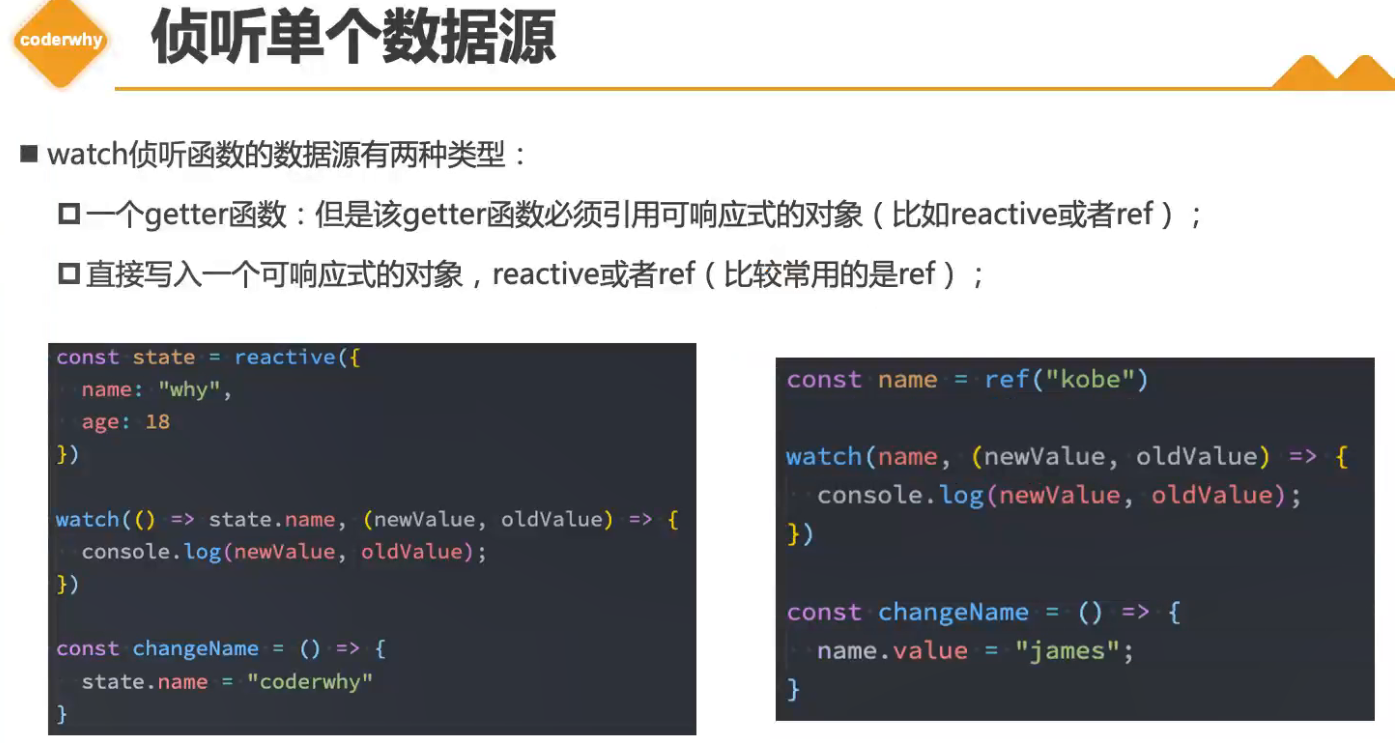 coderwhy
侦听单个数据源
watch侦听函数的数据源有两种类型：
一个getter函数：但是该getter函数必须引用可响应式的对象（比如reactive或者ref）；
直接写入一个可响应式的对象，reactive或者ref（比较常用的是ref）；
const state = reactive({
  name: "why",
  age: 18
})

watch(() => state.name, (newValue, oldValue) => {
  console.log(newValue, oldValue);
})

const changeName = () => {
  state.name = "coderwhy"
}
const name = ref("kobe")

watch(name, (newValue, oldValue) => {
  console.log(newValue, oldValue);
})

const changeName = () => {
  name.value = "james";
}